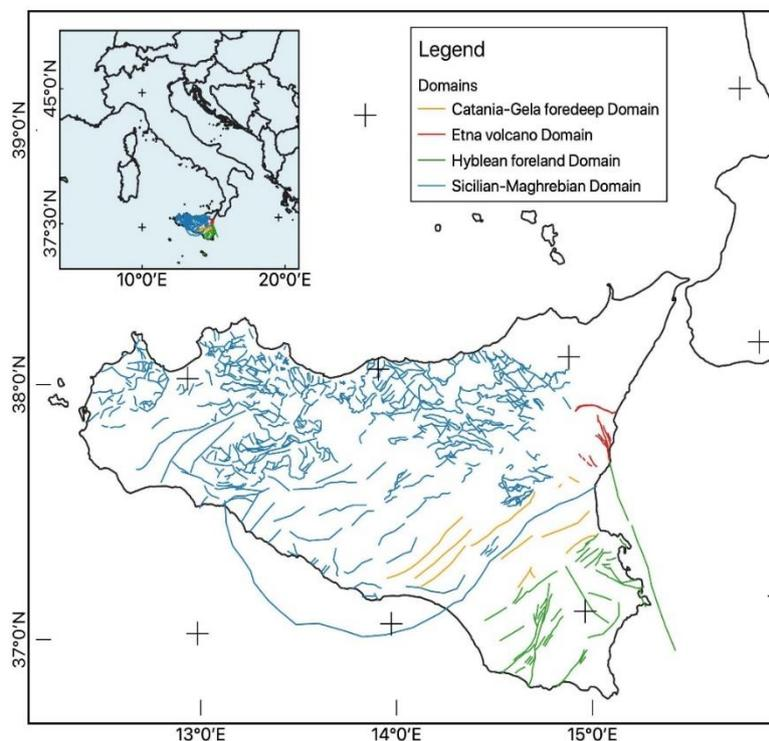 Legend
Domains
Catania-Gela foredeep Domain
Etna volcano Domain
Hyblean foreland Domain
Sicilian-Maghrebian Domain
45°0′N
37°30′N
10°0′E
20°0′E
39°0′N
38°0′N
37°0′N
13°0′E
14°0′E
15°0′E